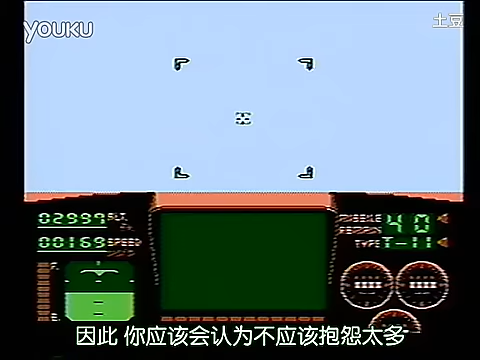 YOUKU
土豆
02997 ALT
MISSILE
REMAIN 40
00169 SPEED
TYPE T-11
因此 你应该会认为不应该抱怨太多